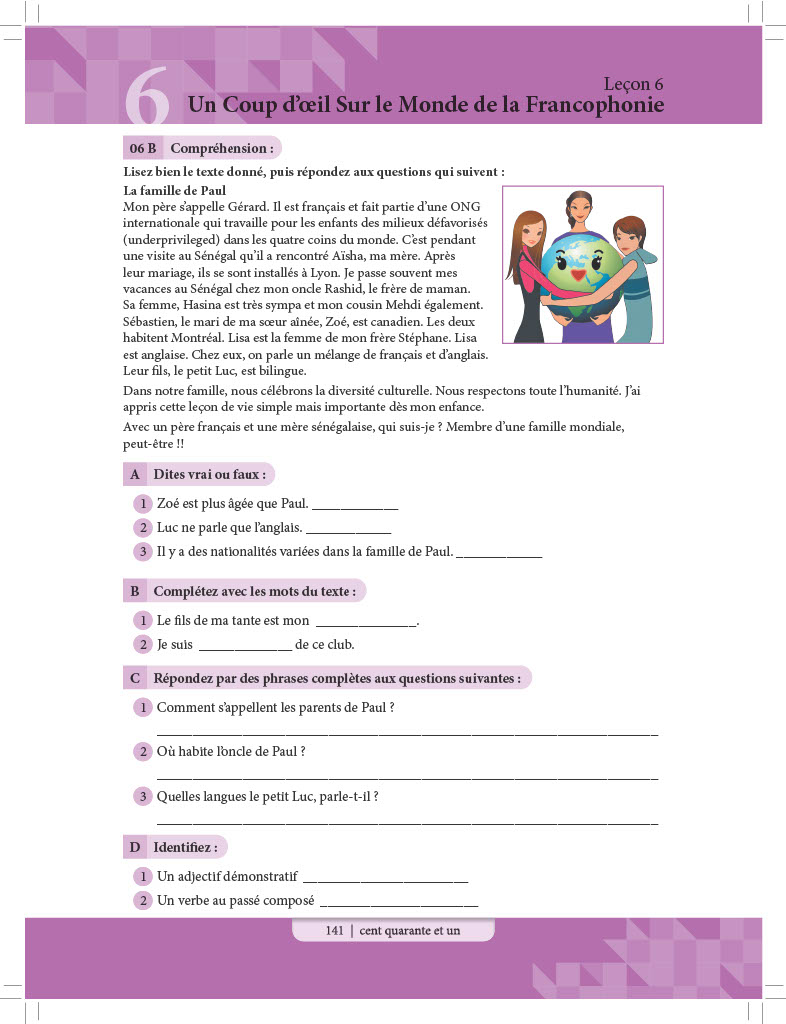 6
Leçon 6
Un Coup d’œil Sur le Monde de la Francophonie
06 B Compréhension :
Lisez bien le texte donné, puis répondez aux questions qui suivent :
La famille de Paul
Mon père s’appelle Gérard. Il est français et fait partie d’une ONG
internationale qui travaille pour les enfants des milieux défavorisés
(underprivileged) dans les quatre coins du monde. C’est pendant
une visite au Sénégal qu’il a rencontré Aïsha, ma mère. Après
leur mariage, ils se sont installés à Lyon. Je passe souvent mes
vacances au Sénégal chez mon oncle Rashid, le frère de maman.
Sa femme, Hasina est très sympa et mon cousin Mehdi également.
Sébastien, le mari de ma sœur aînée, Zoé, est canadien. Les deux
habitent Montréal. Lisa est la femme de mon frère Stéphane. Lisa
est anglaise. Chez eux, on parle un mélange de français et d’anglais.
Leur fils, le petit Luc, est bilingue.
Dans notre famille, nous célébrons la diversité culturelle. Nous respectons toute l’humanité. J’ai
appris cette leçon de vie simple mais importante dès mon enfance.
Avec un père français et une mère sénégalaise, qui suis-je ? Membre d’une famille mondiale,
peut-être !!
A Dites vrai ou faux :
1 Zoé est plus âgée que Paul. ____________
2 Luc ne parle que l’anglais. ____________
3 Il y a des nationalités variées dans la famille de Paul. ____________
B Complétez avec les mots du texte :
1 Le fils de ma tante est mon ______________.
2 Je suis _____________ de ce club.
C Répondez par des phrases complètes aux questions suivantes :
1 Comment s’appellent les parents de Paul ?
2 Où habite l’oncle de Paul ?
3 Quelles langues le petit Luc, parle-t-il ?
D Identifiez :
1 Un adjectif démonstratif _______________________
2 Un verbe au passé composé ______________________
141 | cent quarante et un